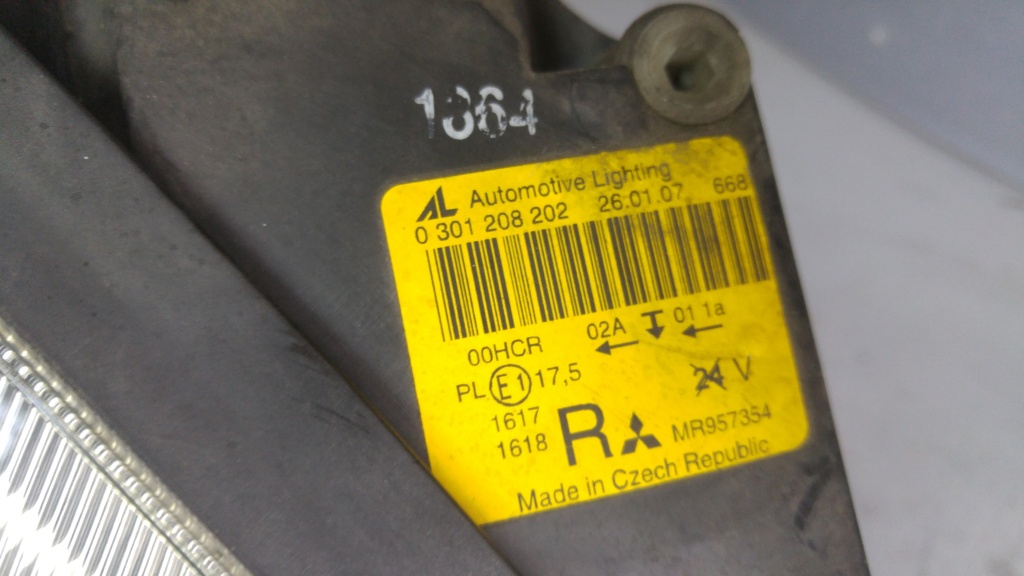 1364
AL Automotive Lighting
0 301 208 202 26.01.07 668
00HCR 02A 01 1a
PL E1 17,5 24 V
1617
1618 R MR957354
Made in Czech Republic